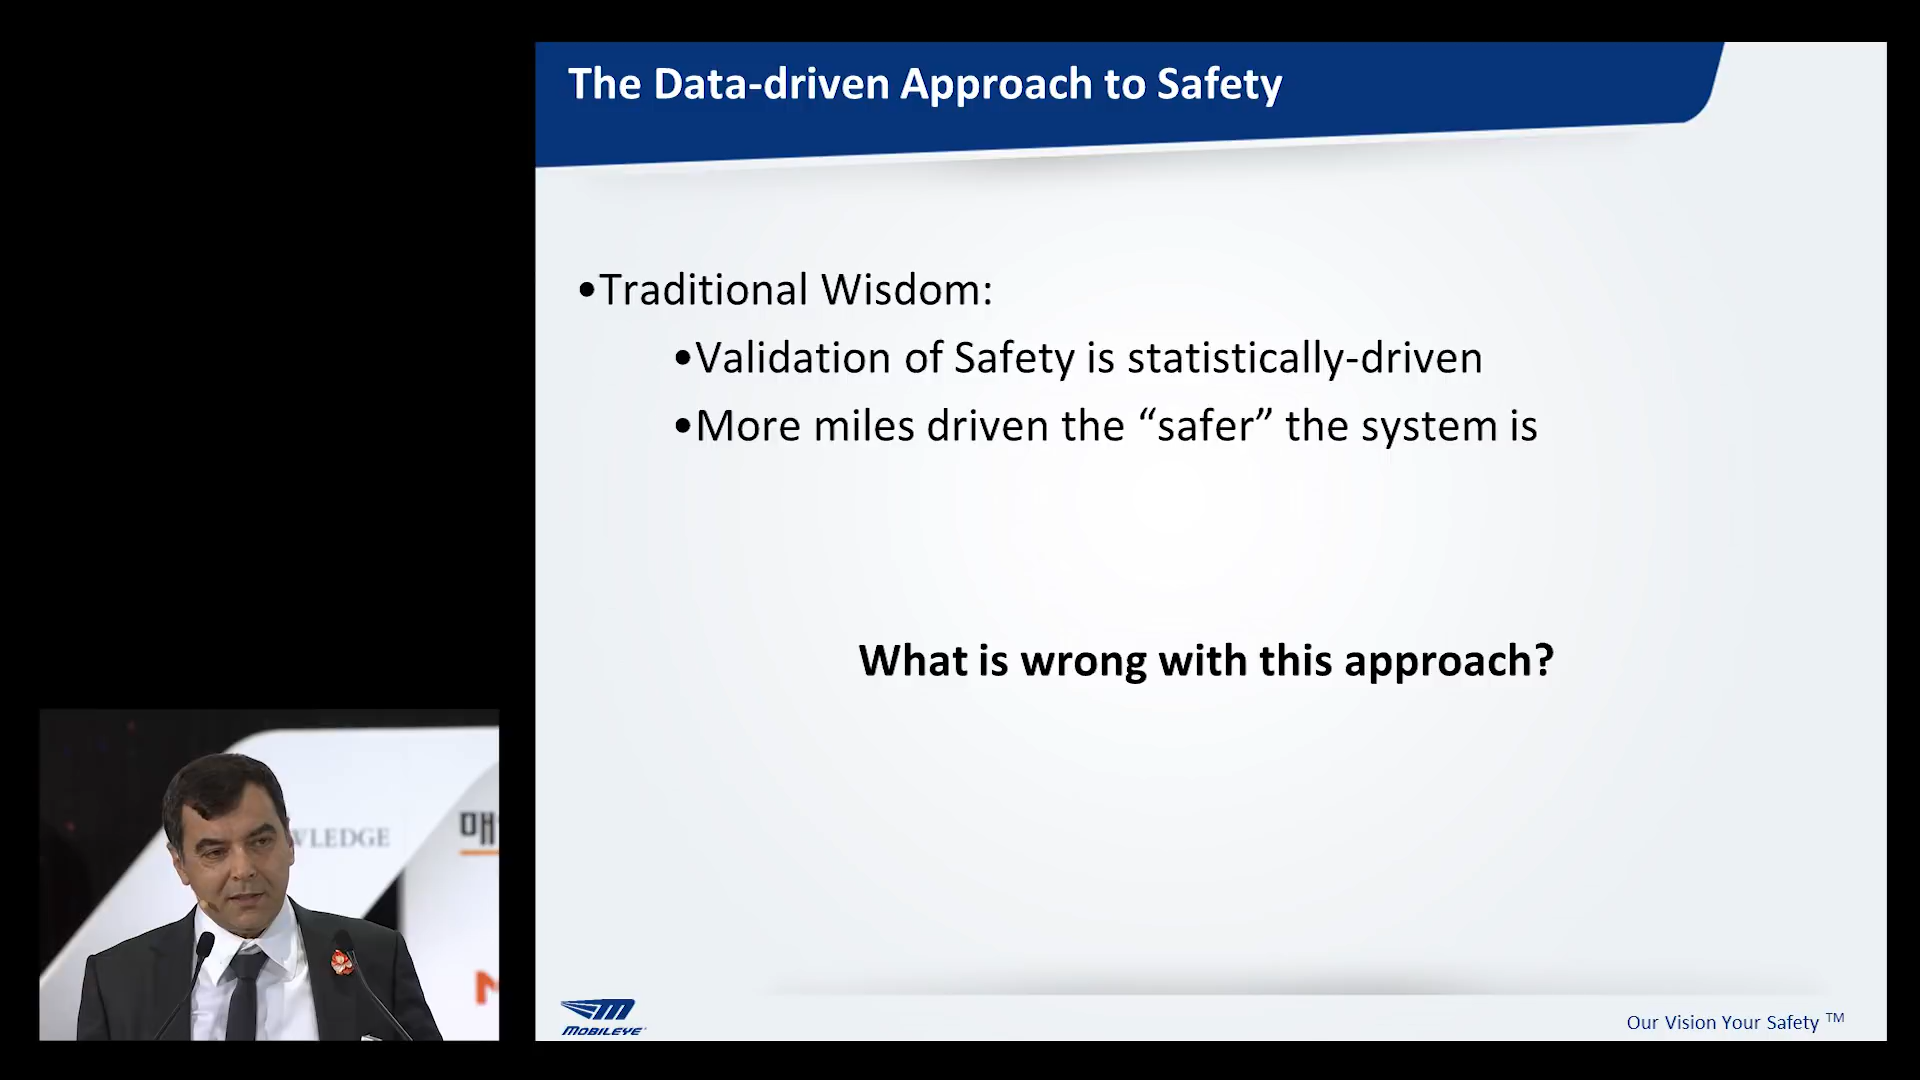 The Data-driven Approach to Safety
•Traditional Wisdom:
•Validation of Safety is statistically-driven
•More miles driven the “safer” the system is
What is wrong with this approach?
MOBILEYE
Our Vision Your Safety TM
매